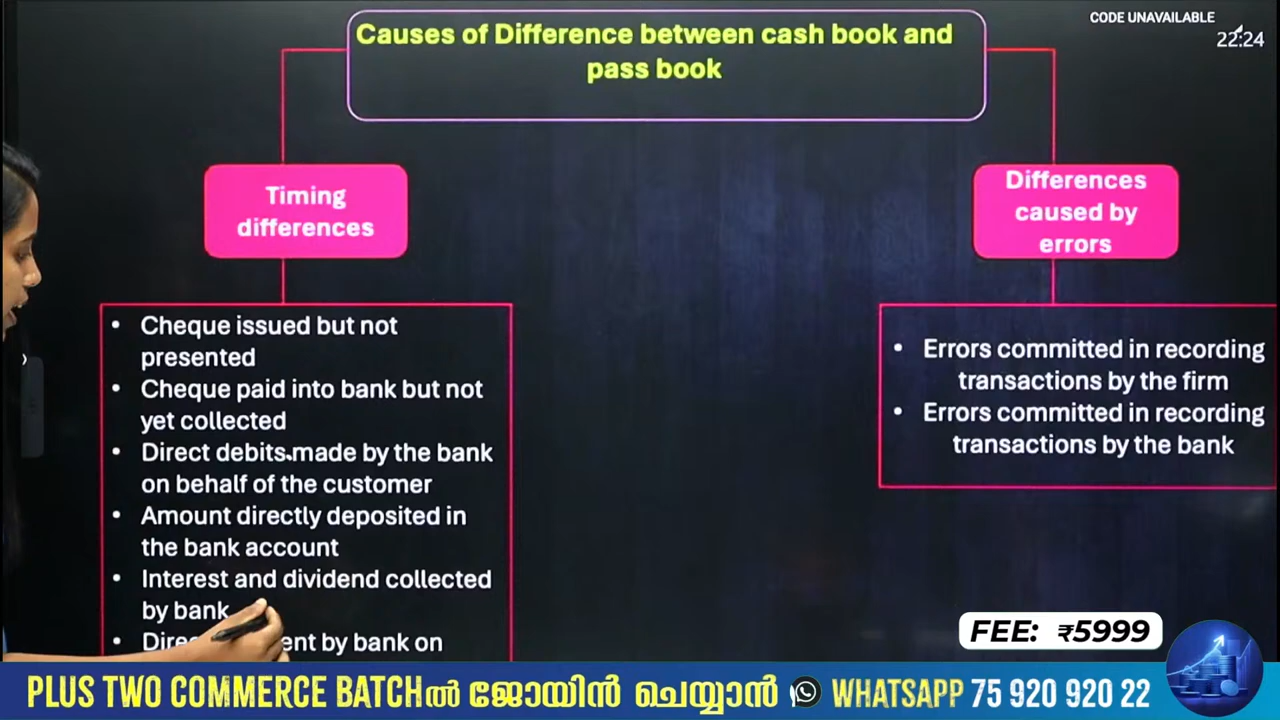 CODE UNAVAILABLE
22:24
Causes of Difference between cash book and
pass book
Timing
differences
Differences
caused by
errors
• Cheque issued but not
presented
• Cheque paid into bank but not
yet collected
• Direct debits made by the bank
on behalf of the customer
• Amount directly deposited in
the bank account
• Interest and dividend collected
by bank
• by bank on
• Errors committed in recording
transactions by the firm
• Errors committed in recording
transactions by the bank
FEE: ₹5999
PLUS TWO COMMERCE BATCHൽ ജോയിൻ ചെയ്യാൻ WHATSAPP 75 920 920 22